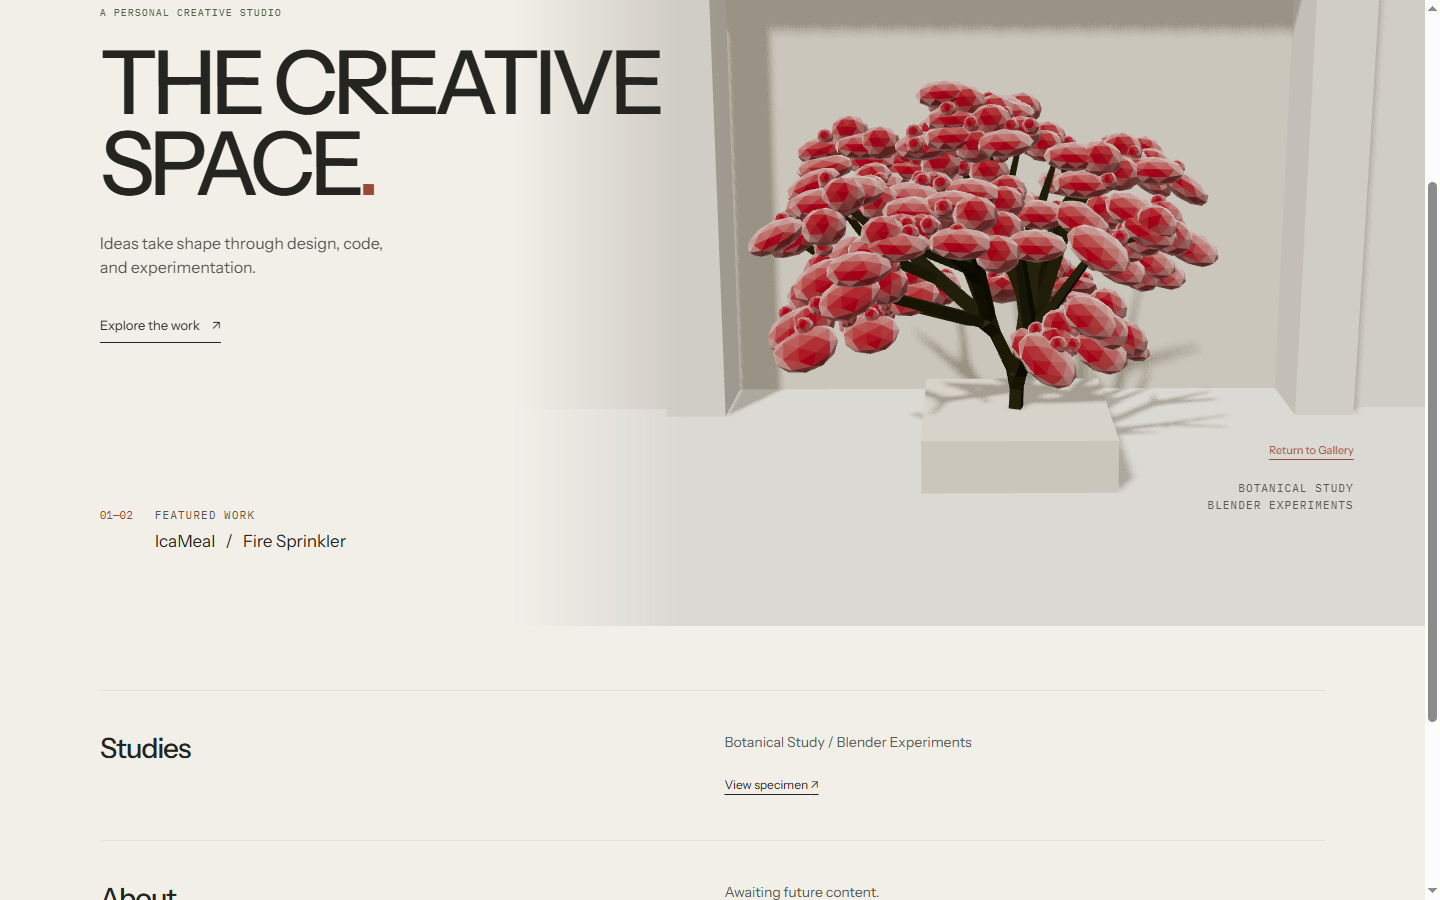 A PERSONAL CREATIVE STUDIO
THE CREATIVE
SPACE.
Ideas take shape through design, code,
and experimentation.
Explore the work ↗
Return to Gallery
BOTANICAL STUDY
BLENDER EXPERIMENTS
01—02 FEATURED WORK
IcaMeal / Fire Sprinkler
Studies
Botanical Study / Blender Experiments
View specimen ↗
About
Awaiting future content.